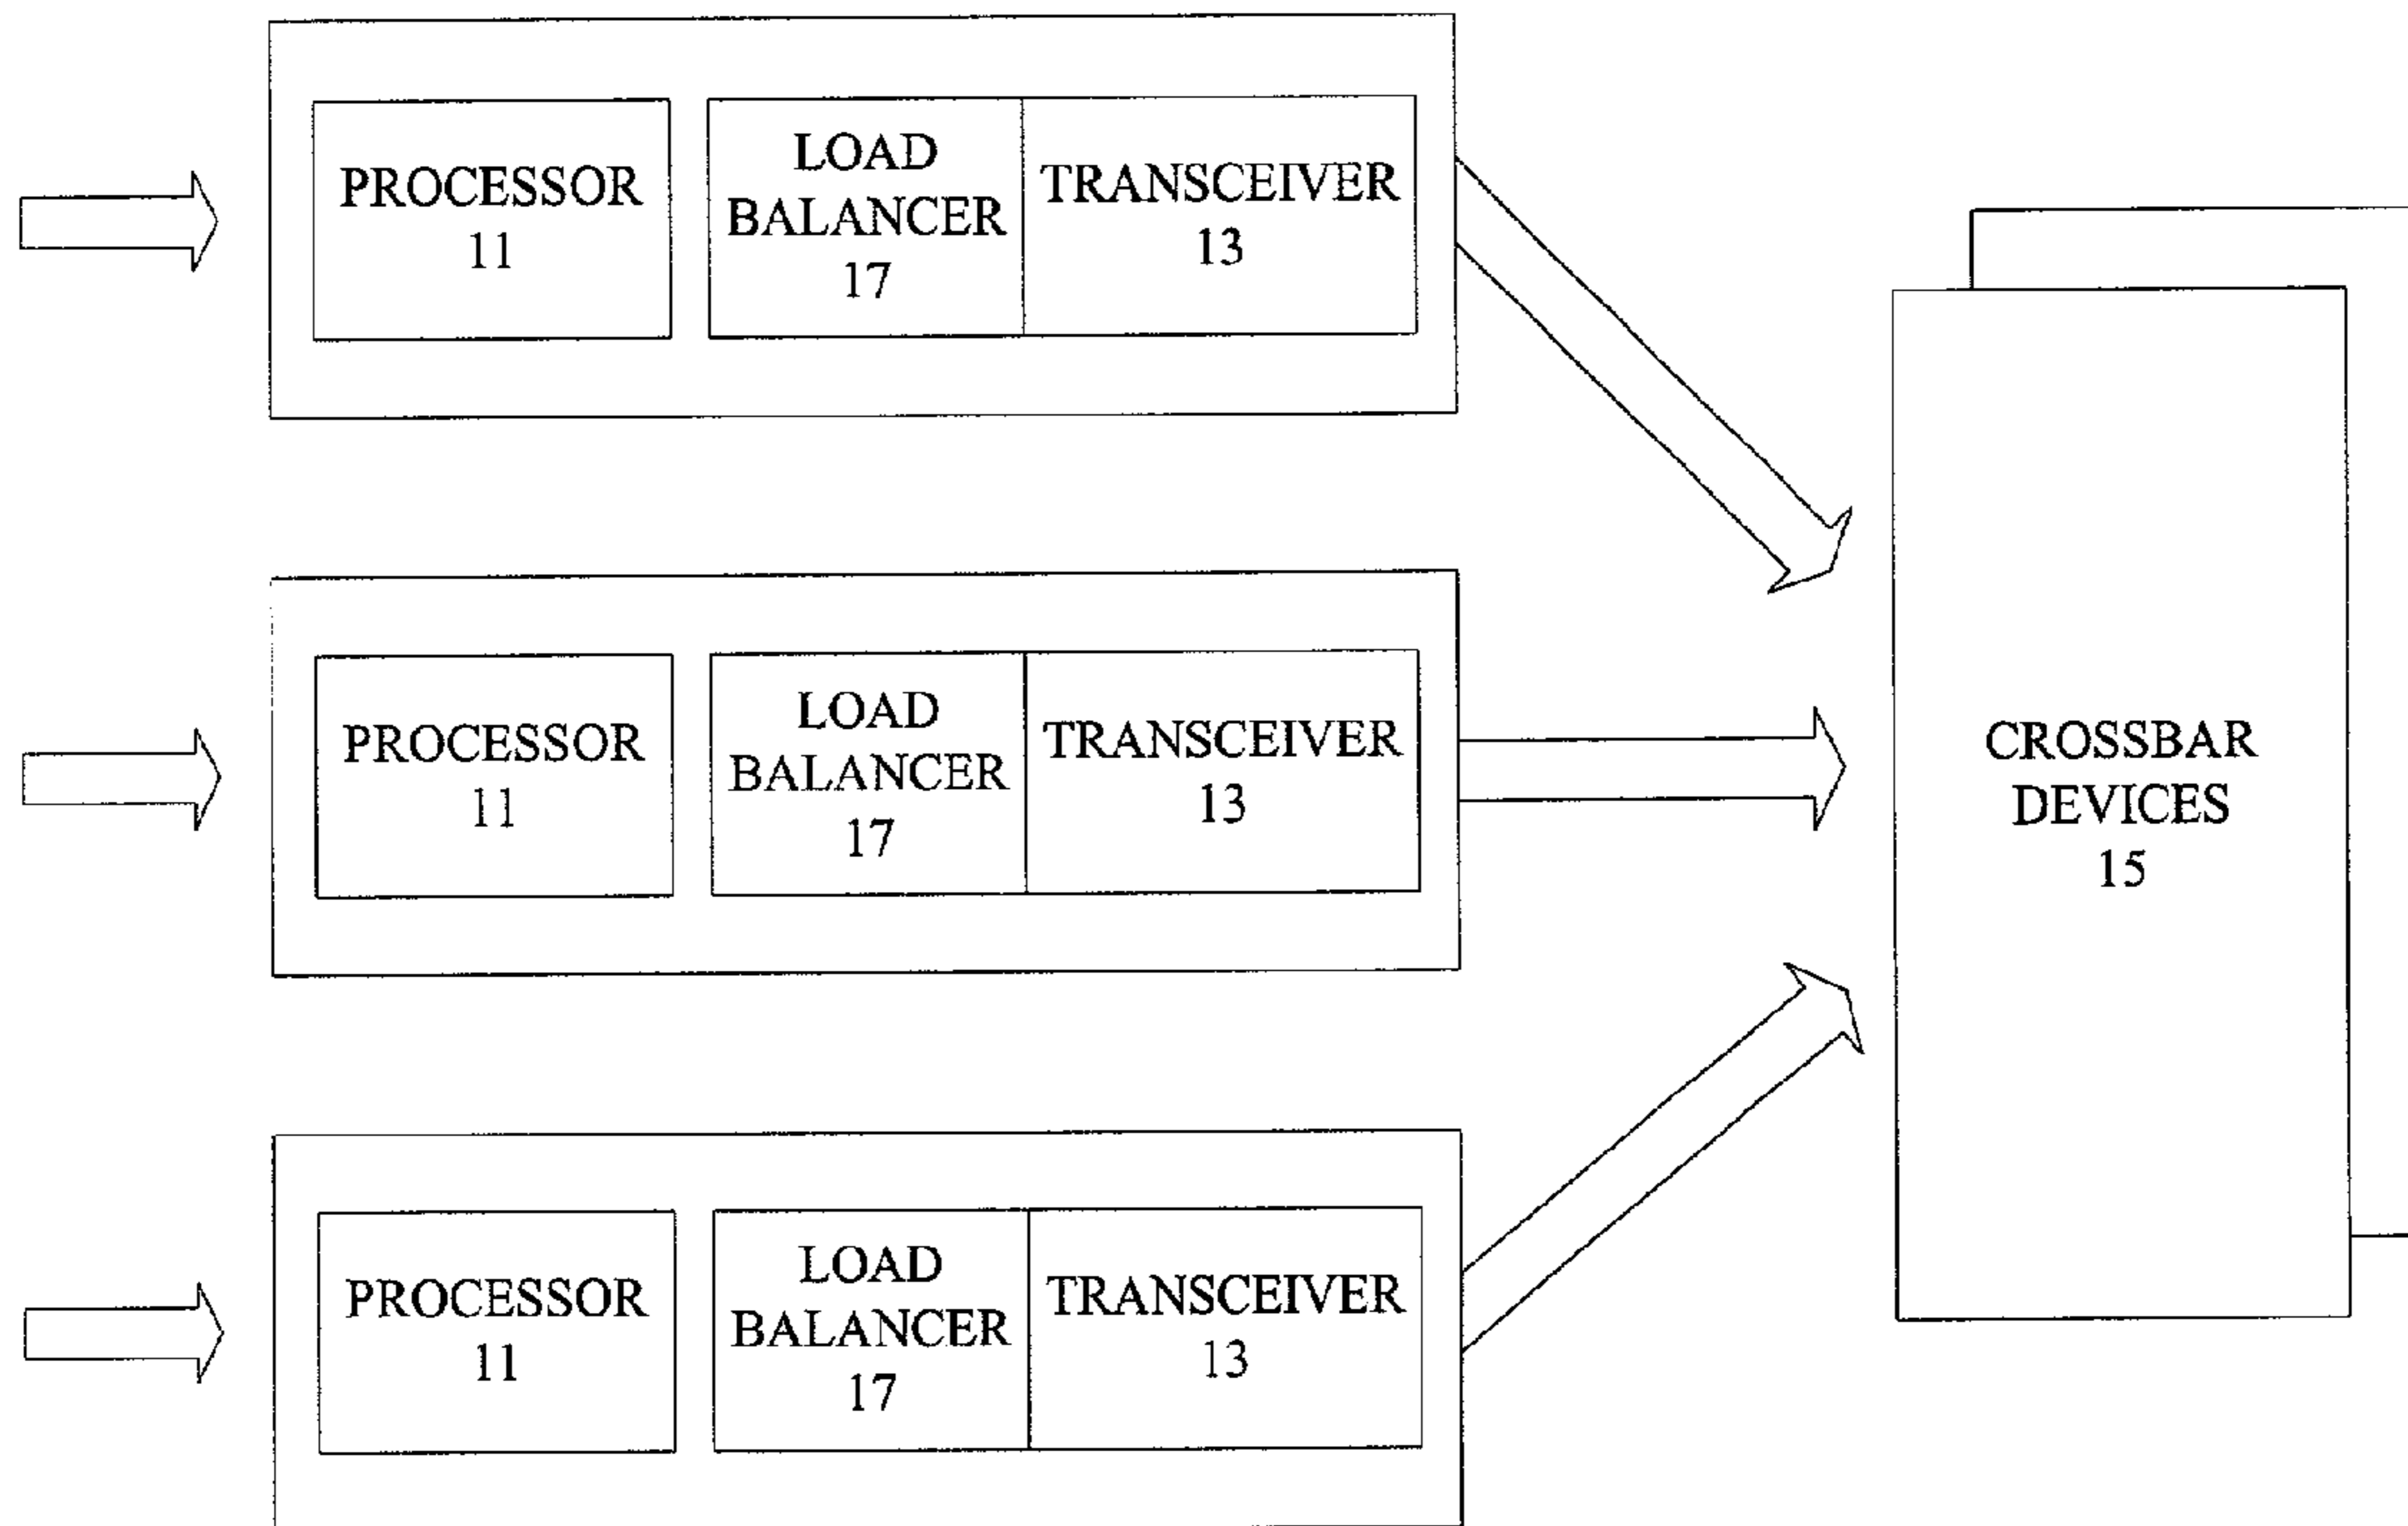 PROCESSOR
11
LOAD
BALANCER
17
TRANSCEIVER
13
PROCESSOR
11
LOAD
BALANCER
17
TRANSCEIVER
13
CROSSBAR
DEVICES
15
PROCESSOR
11
LOAD
BALANCER
17
TRANSCEIVER
13